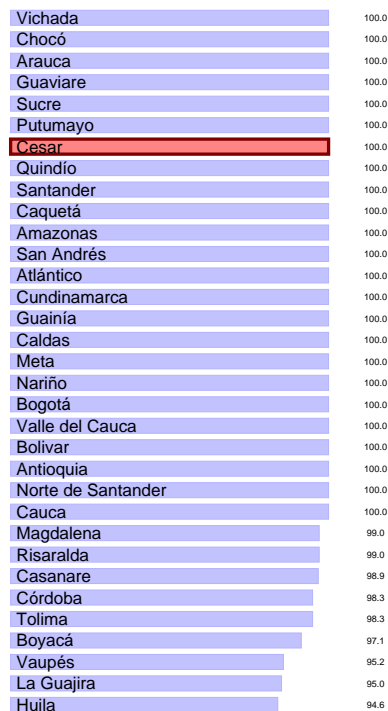 Vichada 100.0
Chocó 100.0
Arauca 100.0
Guaviare 100.0
Sucre 100.0
Putumayo 100.0
Cesar 100.0
Quindío 100.0
Santander 100.0
Caquetá 100.0
Amazonas 100.0
San Andrés 100.0
Atlántico 100.0
Cundinamarca 100.0
Guainía 100.0
Caldas 100.0
Meta 100.0
Nariño 100.0
Bogotá 100.0
Valle del Cauca 100.0
Bolivar 100.0
Antioquia 100.0
Norte de Santander 100.0
Cauca 100.0
Magdalena 99.0
Risaralda 99.0
Casanare 98.9
Córdoba 98.3
Tolima 98.3
Boyacá 97.1
Vaupés 95.2
La Guajira 95.0
Huila 94.6